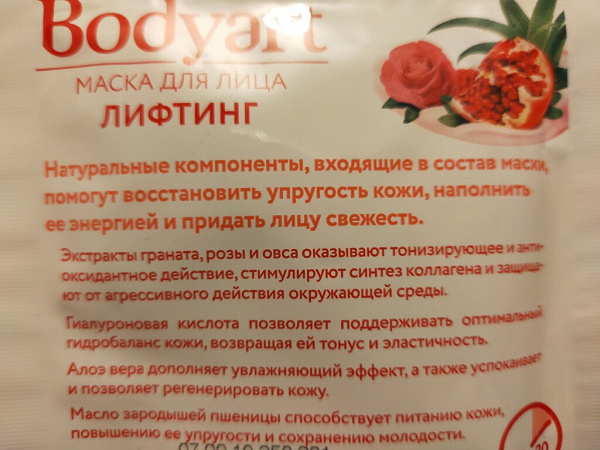 Bodyart
МАСКА ДЛЯ ЛИЦА
ЛИФТИНГ
Натуральные компоненты, входящие в состав маски,
помогут восстановить упругость кожи, наполнить
ее энергией и придать лицу свежесть.
Экстракты граната, розы и овса оказывают тонизирующее и анти-
оксидантное действие, стимулируют синтез коллагена и защища-
ют от агрессивного действия окружающей среды.
Гиалуроновая кислота позволяет поддерживать оптимальный
гидробаланс кожи, возвращая ей тонус и эластичность.
Алоэ вера дополняет увлажняющий эффект, а также успокаивает
и позволяет регенерировать кожу.
Масло зародышей пшеницы способствует питанию кожи,
повышению ее упругости и сохранению молодости.
20